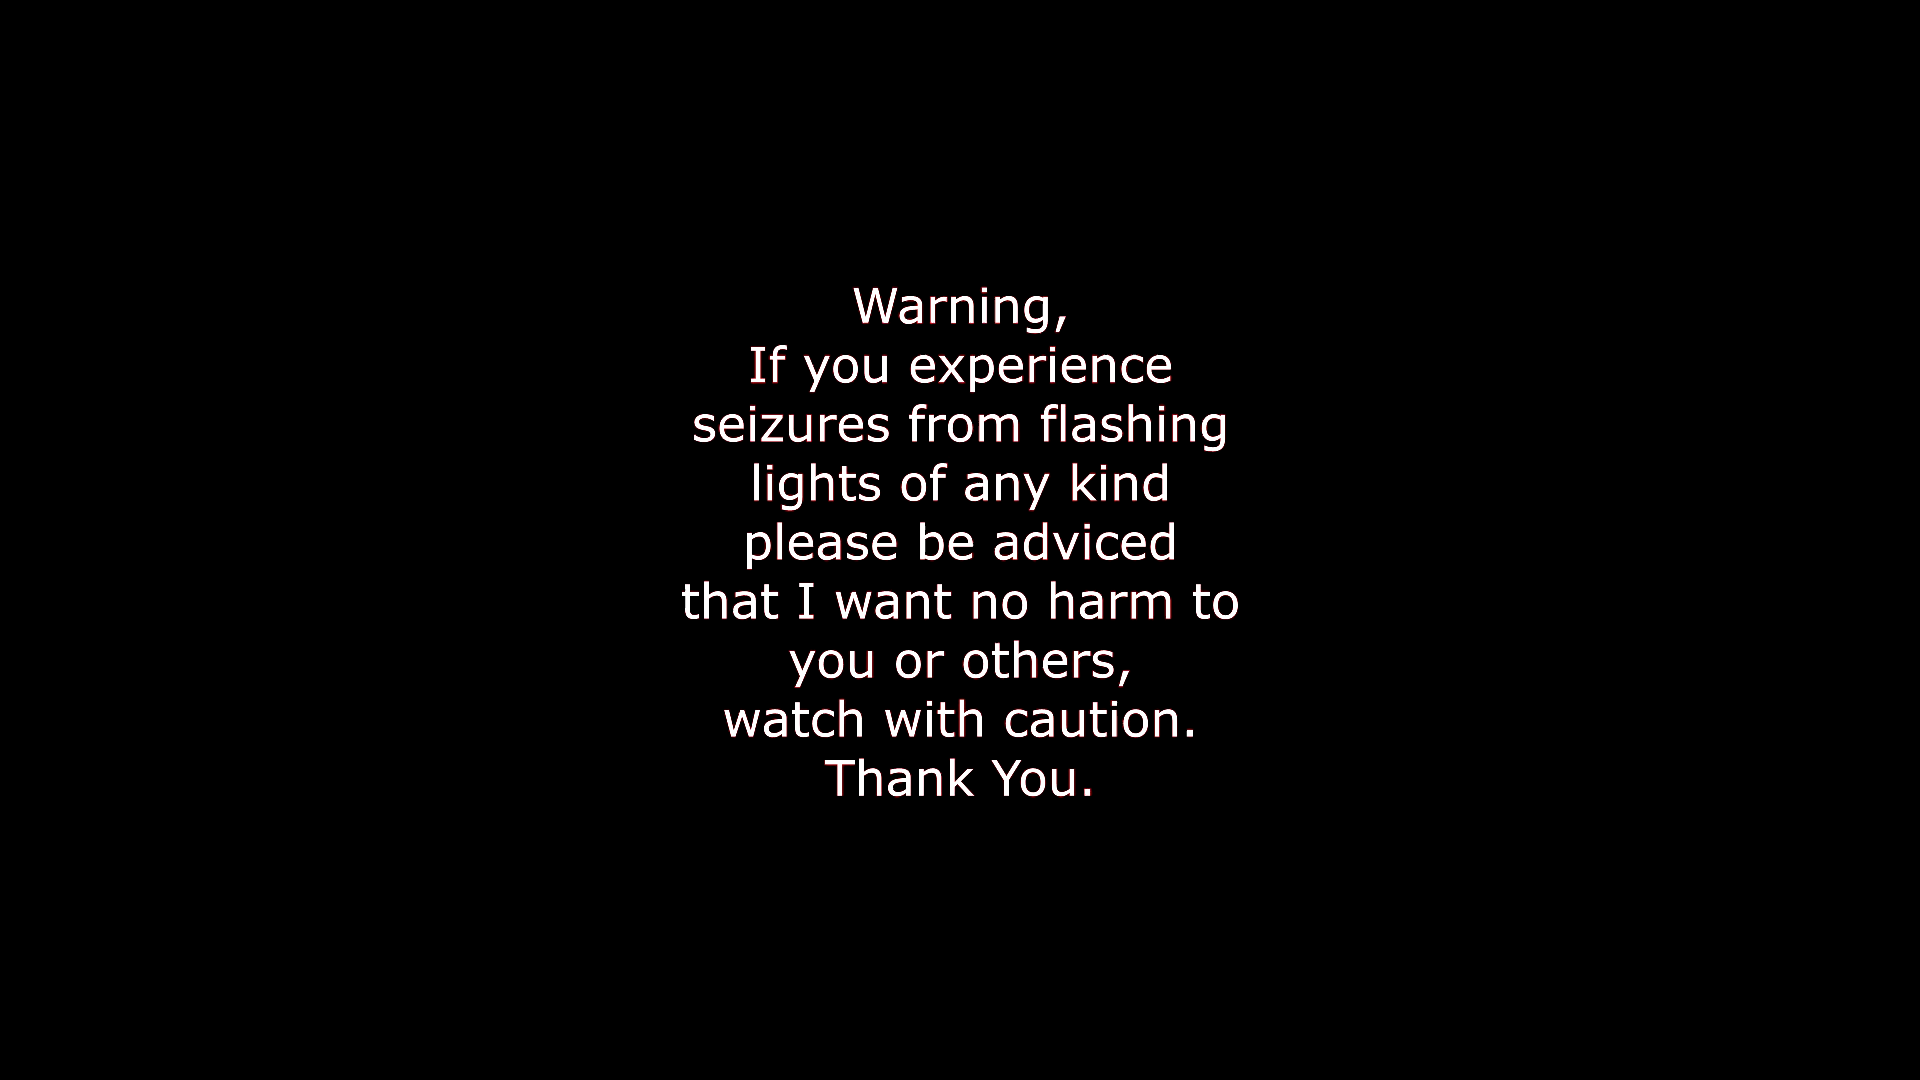 Warning,
If you experience
seizures from flashing
lights of any kind
please be adviced
that I want no harm to
you or others,
watch with caution.
Thank You.